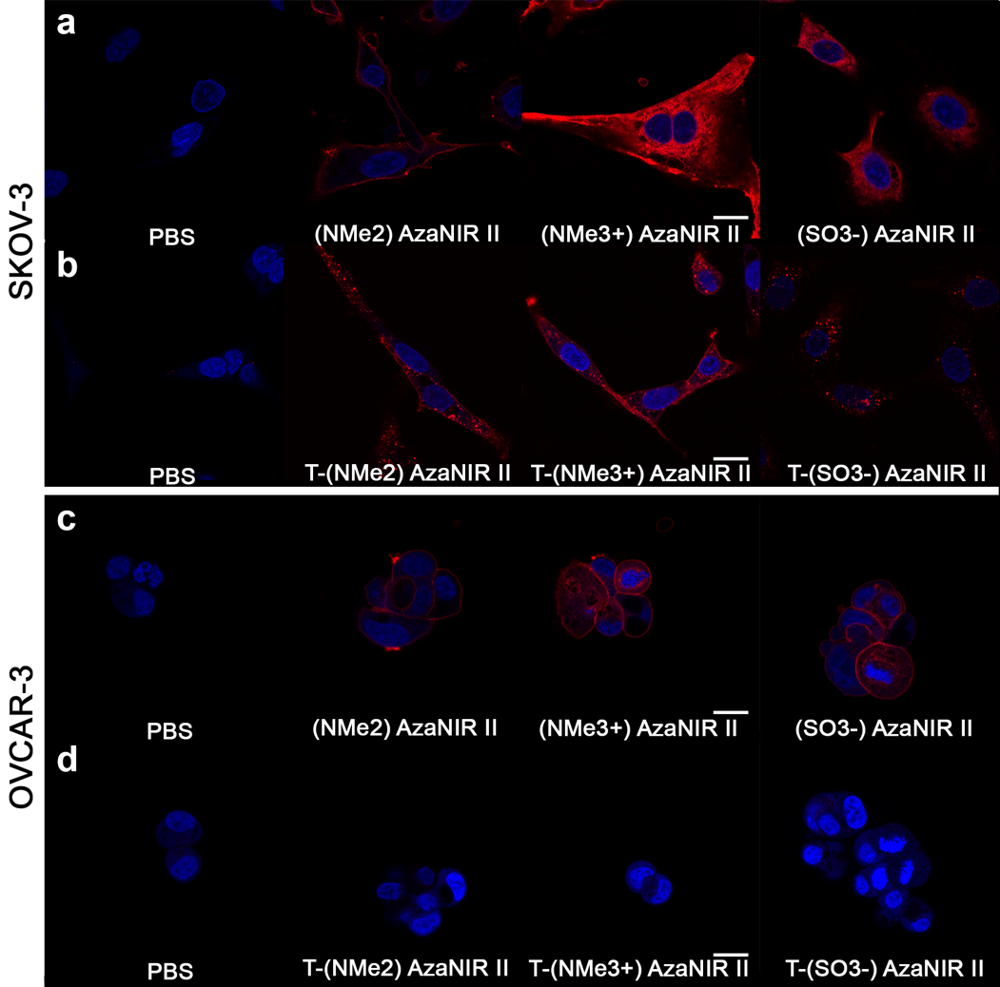 SKOV-3
a
PBS
(NMe2) AzaNIR II
(NMe3+) AzaNIR II
(SO3-) AzaNIR II
b
PBS
T-(NMe2) AzaNIR II
T-(NMe3+) AzaNIR II
T-(SO3-) AzaNIR II
OVCAR-3
c
PBS
(NMe2) AzaNIR II
(NMe3+) AzaNIR II
(SO3-) AzaNIR II
d
PBS
T-(NMe2) AzaNIR II
T-(NMe3+) AzaNIR II
T-(SO3-) AzaNIR II